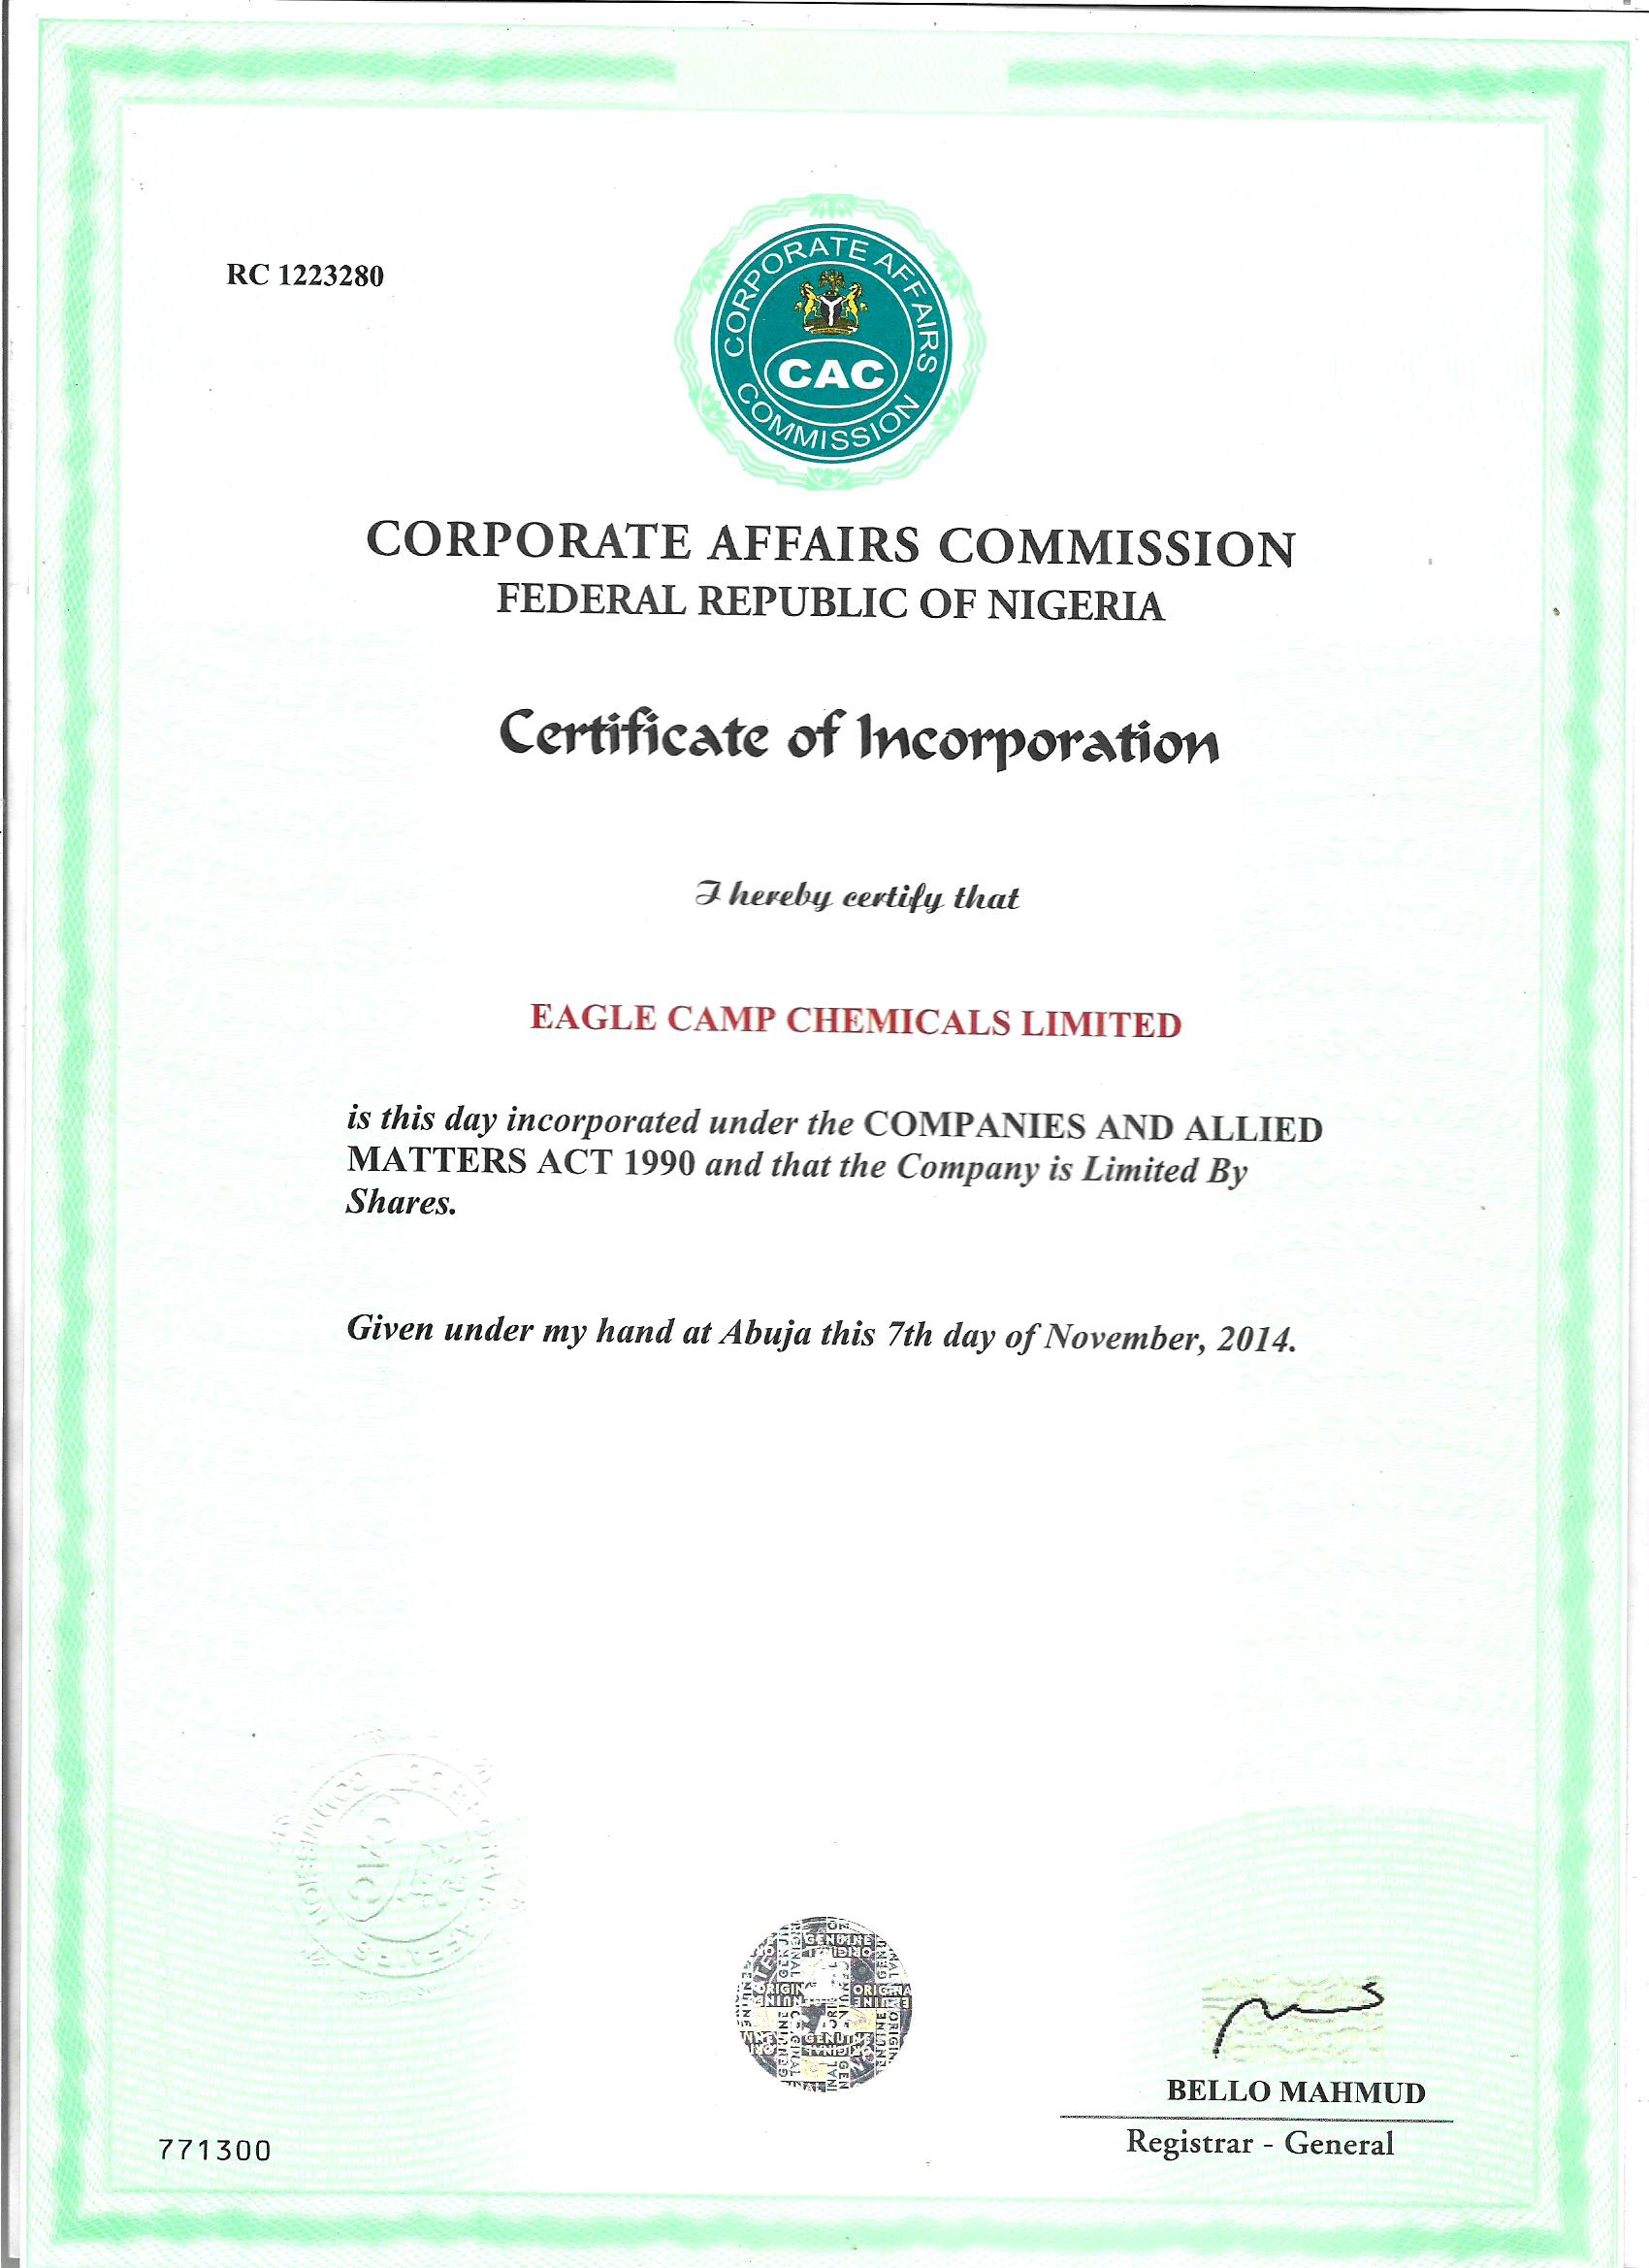 RC 1223280
CORPORATE AFFAIRS
CAC
COMMISSION
CORPORATE AFFAIRS COMMISSION
FEDERAL REPUBLIC OF NIGERIA
Certificate of Incorporation
I hereby certify that
EAGLE CAMP CHEMICALS LIMITED
is this day incorporated under the COMPANIES AND ALLIED
MATTERS ACT 1990 and that the Company is Limited By
Shares.
Given under my hand at Abuja this 7th day of November, 2014.
GENUINE
ORIGINAL
BELLO MAHMUD
Registrar - General
771300